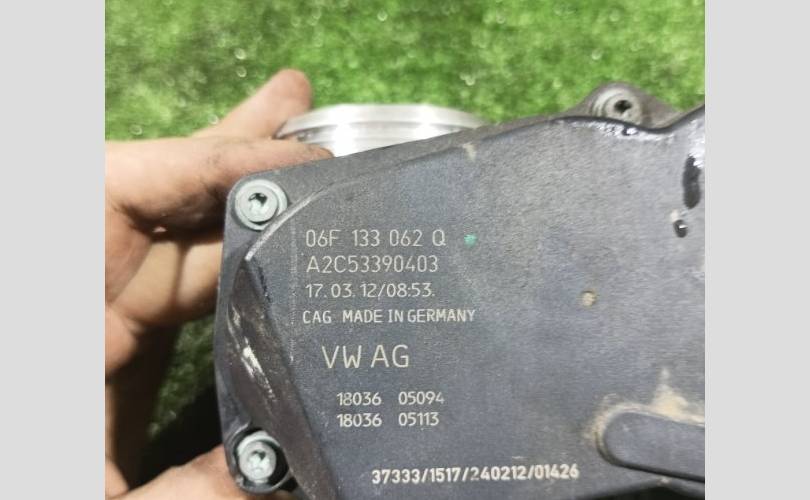 06F 133 062 Q
A2C53390403
17.03.12/08:53.
CAG MADE IN GERMANY
VW AG
18036 05094
18036 05113
37333/1517/240212/01426